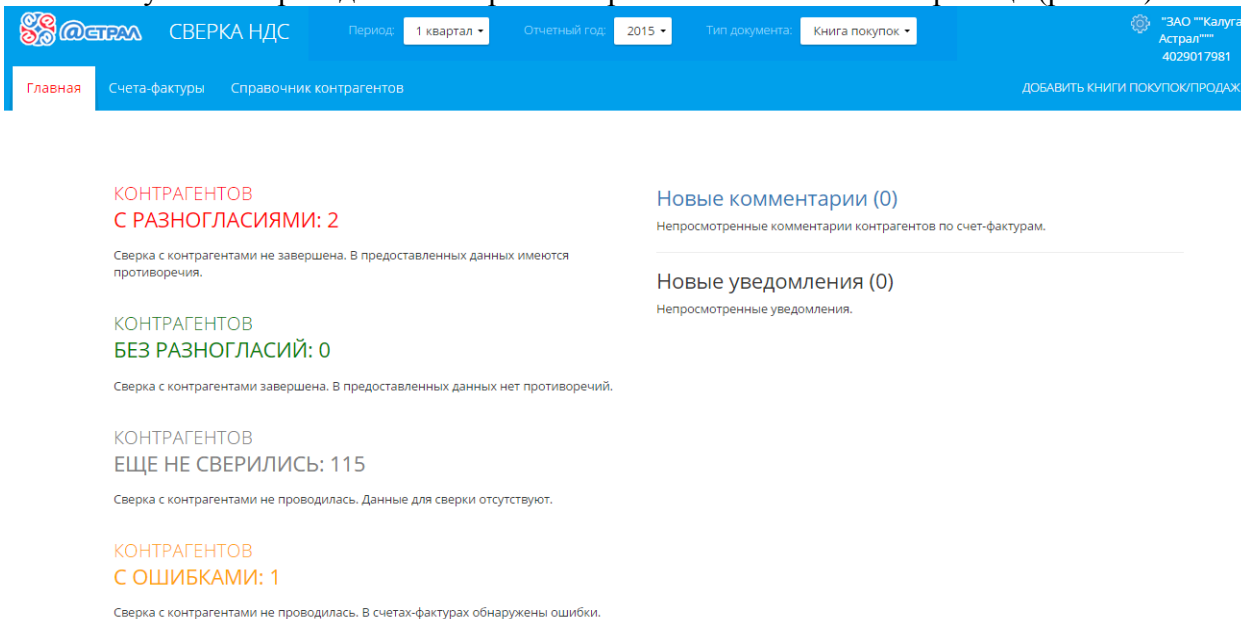 @СТРАЛ СВЕРКА НДС Период: 1 квартал Отчетный год: 2015 Тип документа: Книга покупок "ЗАО ""Калуга
Астрал"""
4029017981
Главная Счета-фактуры Справочник контрагентов ДОБАВИТЬ КНИГИ ПОКУПОК/ПРОДАЖ
КОНТРАГЕНТОВ
С РАЗНОГЛАСИЯМИ: 2
Сверка с контрагентами не завершена. В предоставленных данных имеются
противоречия.
КОНТРАГЕНТОВ
БЕЗ РАЗНОГЛАСИЙ: 0
Сверка с контрагентами завершена. В предоставленных данных нет противоречий.
КОНТРАГЕНТОВ
ЕЩЕ НЕ СВЕРИЛИСЬ: 115
Сверка с контрагентами не проводилась. Данные для сверки отсутствуют.
КОНТРАГЕНТОВ
С ОШИБКАМИ: 1
Сверка с контрагентами не проводилась. В счетах-фактурах обнаружены ошибки.
Новые комментарии (0)
Непросмотренные комментарии контрагентов по счет-фактурам.
Новые уведомления (0)
Непросмотренные уведомления.